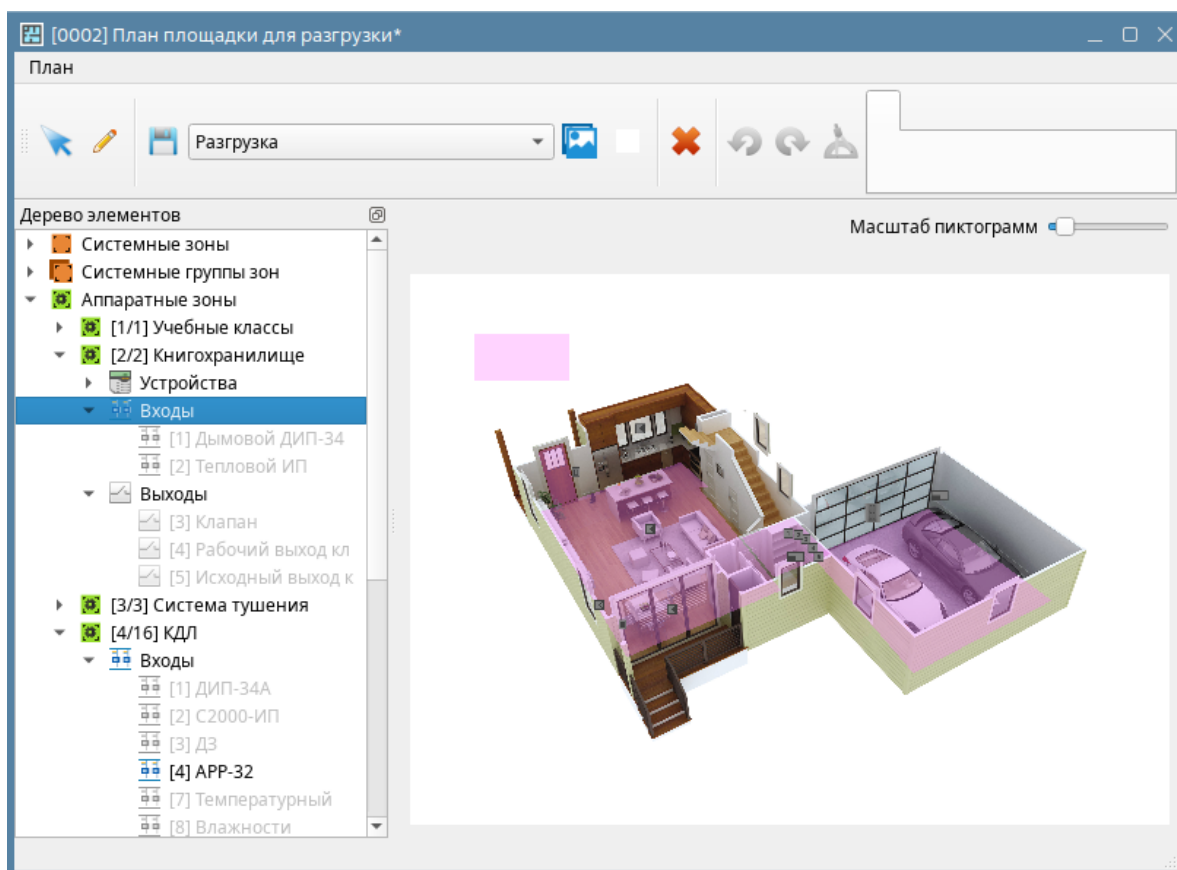 [0002] План площадки для разгрузки*
План
Разгрузка
Дерево элементов
Масштаб пиктограмм
Системные зоны
Системные группы зон
Аппаратные зоны
[1/1] Учебные классы
[2/2] Книгохранилище
Устройства
Входы
[1] Дымовой ДИП-34
[2] Тепловой ИП
Выходы
[3] Клапан
[4] Рабочий выход кл
[5] Исходный выход к
[3/3] Система тушения
[4/16] КДЛ
Входы
[1] ДИП-34А
[2] С2000-ИП
[3] ДЗ
[4] АРР-32
[7] Температурный
[8] Влажности